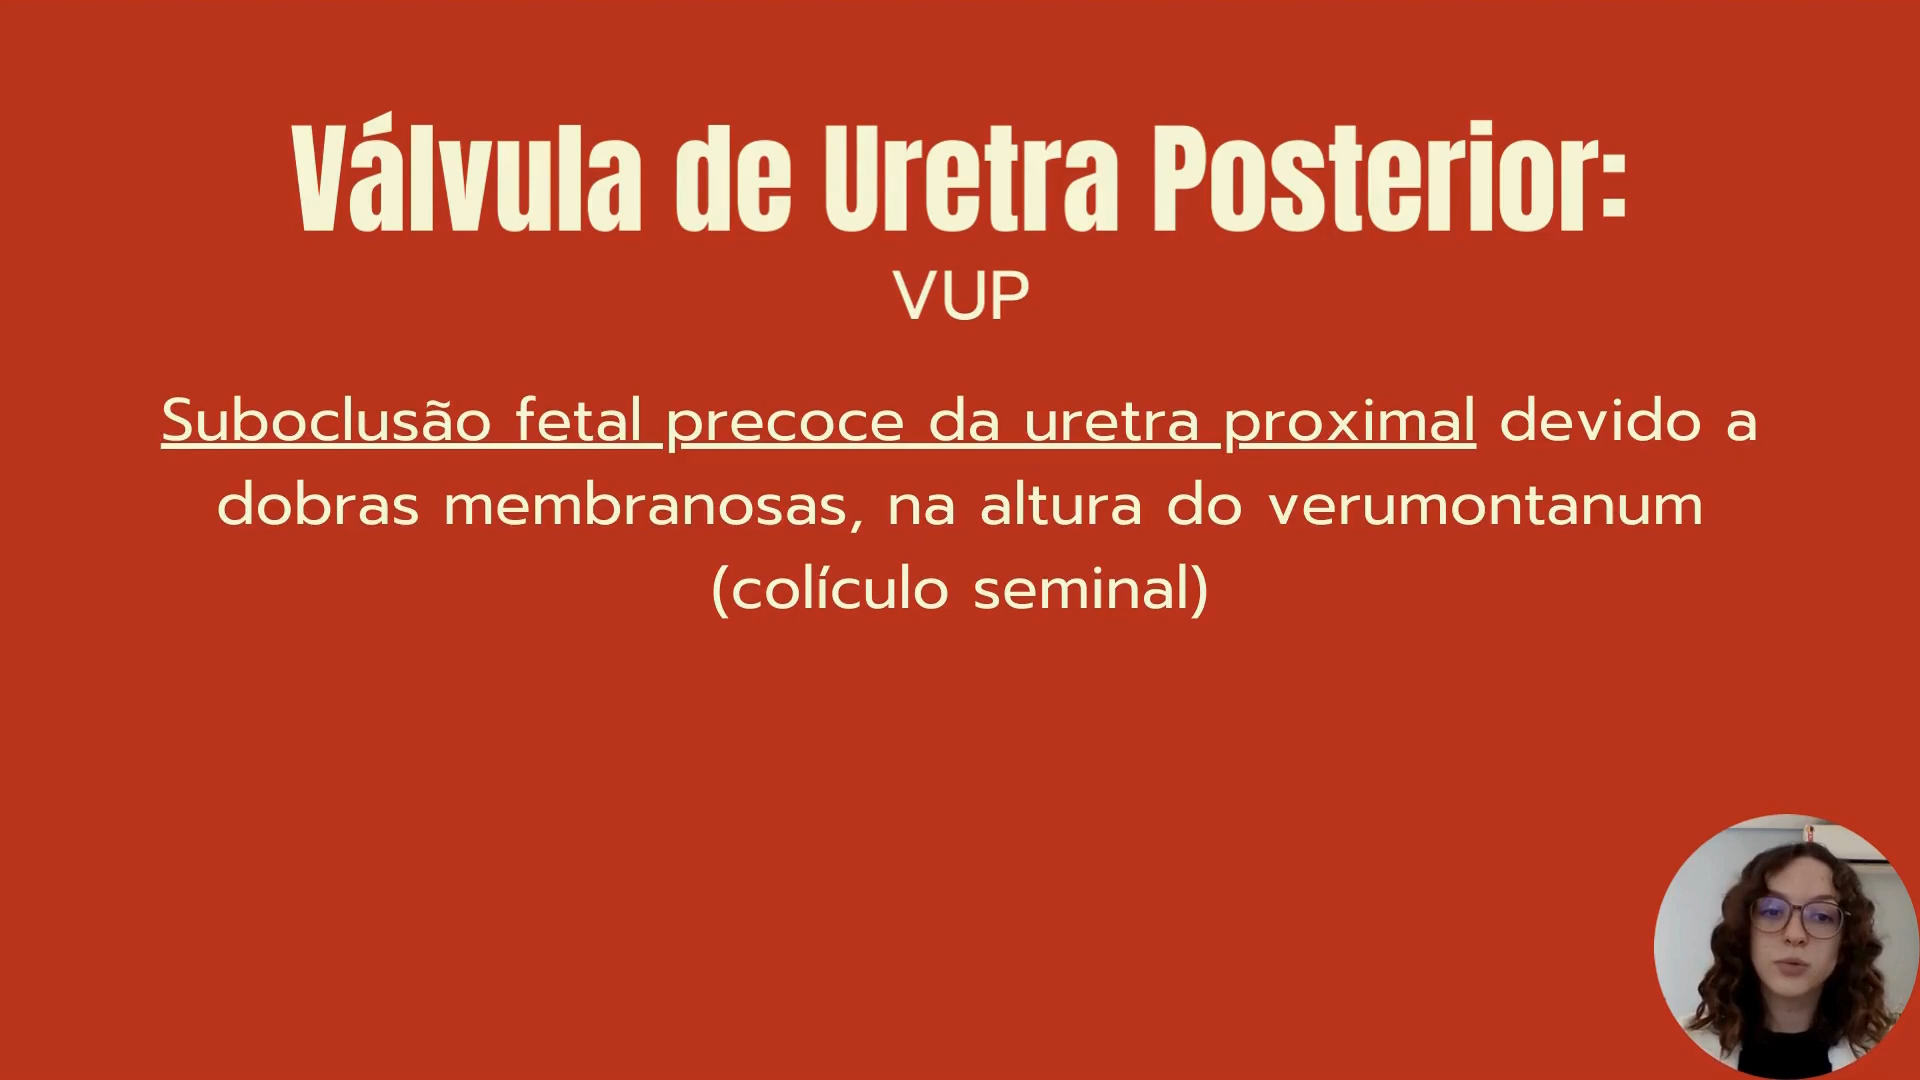 Válvula de Uretra Posterior:
VUP
Suboclusão fetal precoce da uretra proximal devido a
dobras membranosas, na altura do verumontanum
(colículo seminal)